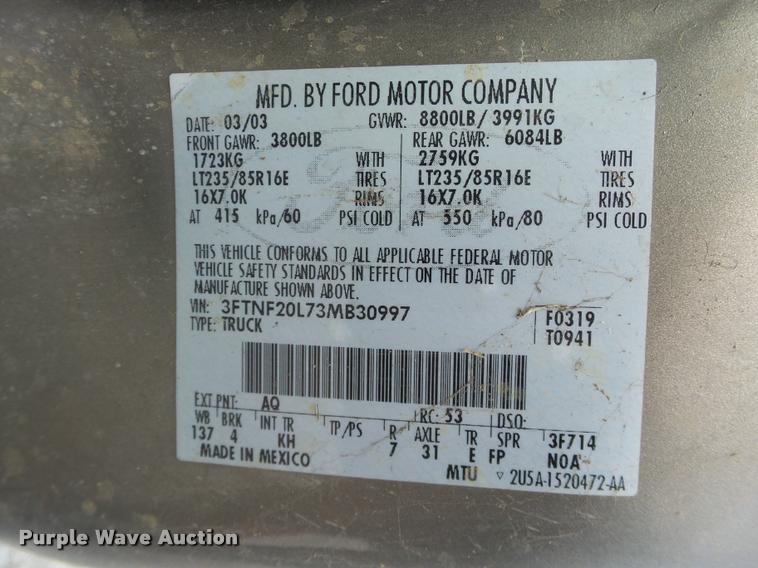 MFD. BY FORD MOTOR COMPANY
DATE: 03/03 GVWR: 8800LB/ 3991KG
FRONT GAWR: 3800LB REAR GAWR: 6084LB
1723KG WITH 2759KG WITH
LT235/85R16E TIRES LT235/85R16E TIRES
16X7.0K RIMS 16X7.0K RIMS
AT 415 kPa/60 PSI COLD AT 550 kPa/80 PSI COLD
THIS VEHICLE CONFORMS TO ALL APPLICABLE FEDERAL MOTOR
VEHICLE SAFETY STANDARDS IN EFFECT ON THE DATE OF
MANUFACTURE SHOWN ABOVE.
VIN: 3FTNF20L73MB30997 F0319
TYPE: TRUCK T0941
EXT PNT: AQ RC: 53 DSO:
WB BRK INT TR TP/PS R AXLE TR SPR 3F714
137 4 KH 7 31 E FP NOA
MADE IN MEXICO MTU ▽ 2U5A-1520472-AA
Purple Wave Auction